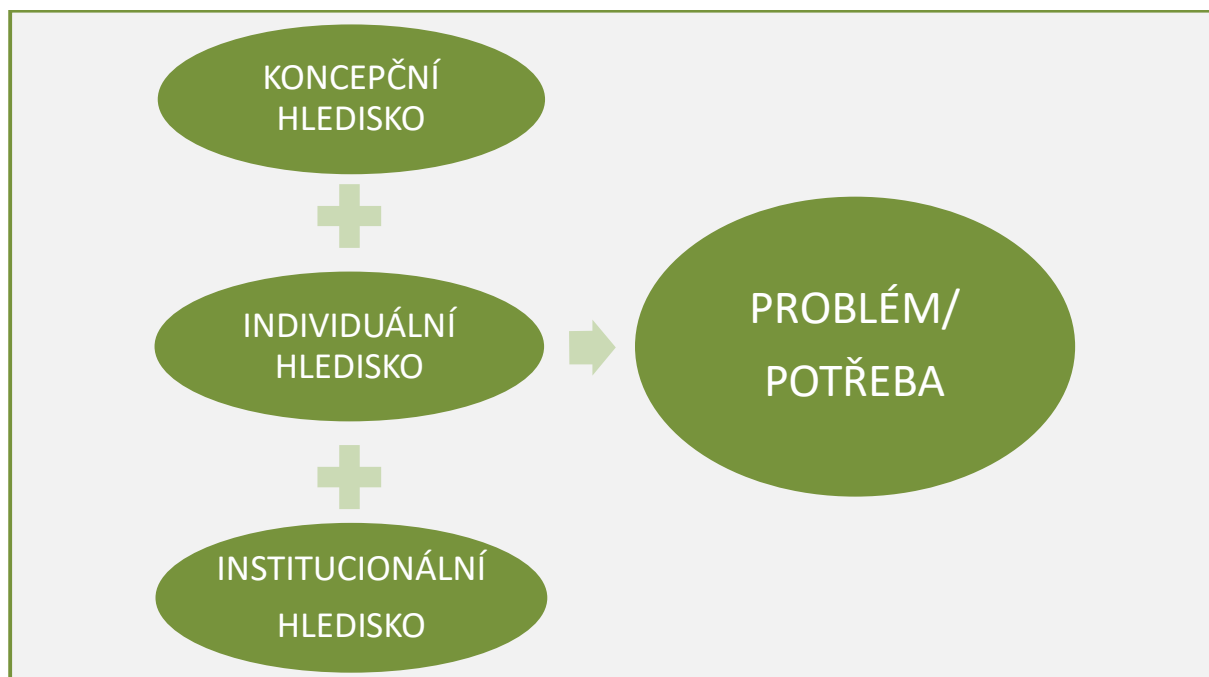 KONCEPČNÍ
HLEDISKO
INDIVIDUÁLNÍ
HLEDISKO
INSTITUCIONÁLNÍ
HLEDISKO
PROBLÉM/
POTŘEBA